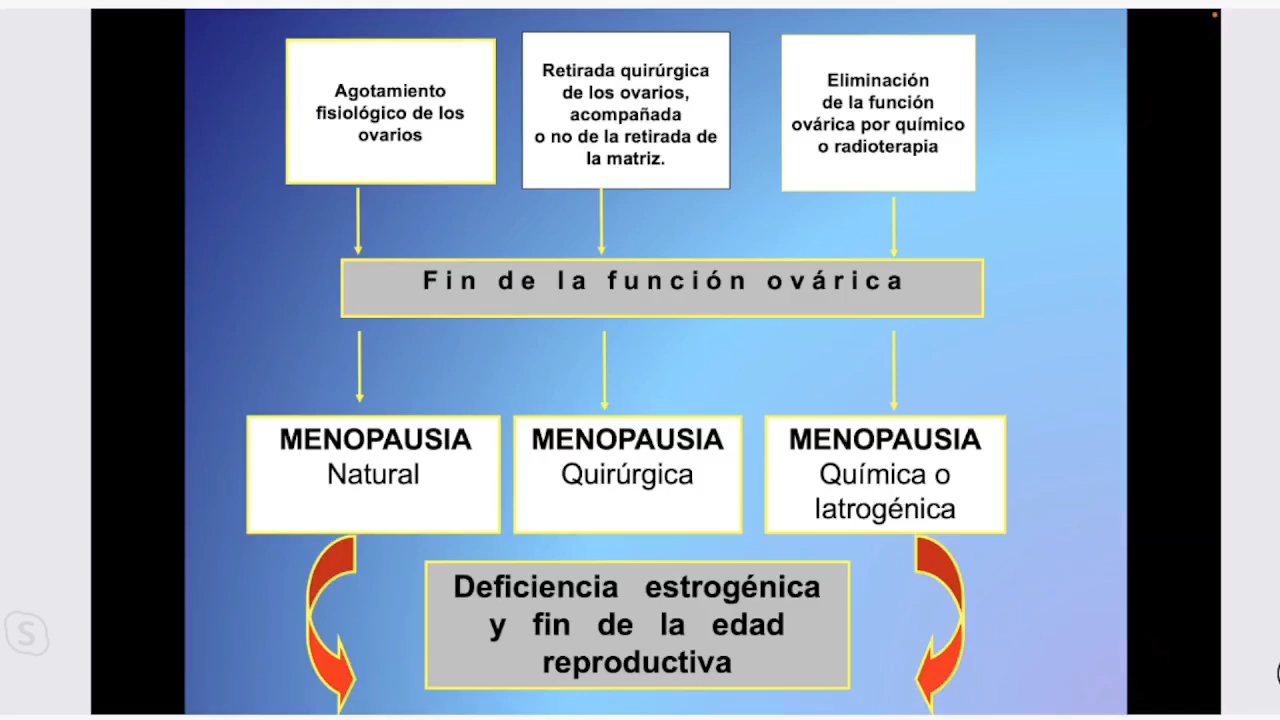 Agotamiento
fisiológico de los
ovarios
Retirada quirúrgica
de los ovarios,
acompañada
o no de la retirada de
la matriz.
Eliminación
de la función
ovárica por químico
o radioterapia
Fin de la función ovárica
MENOPAUSIA
Natural
MENOPAUSIA
Quirúrgica
MENOPAUSIA
Química o
Iatrogénica
Deficiencia estrogénica
y fin de la edad
reproductiva
S